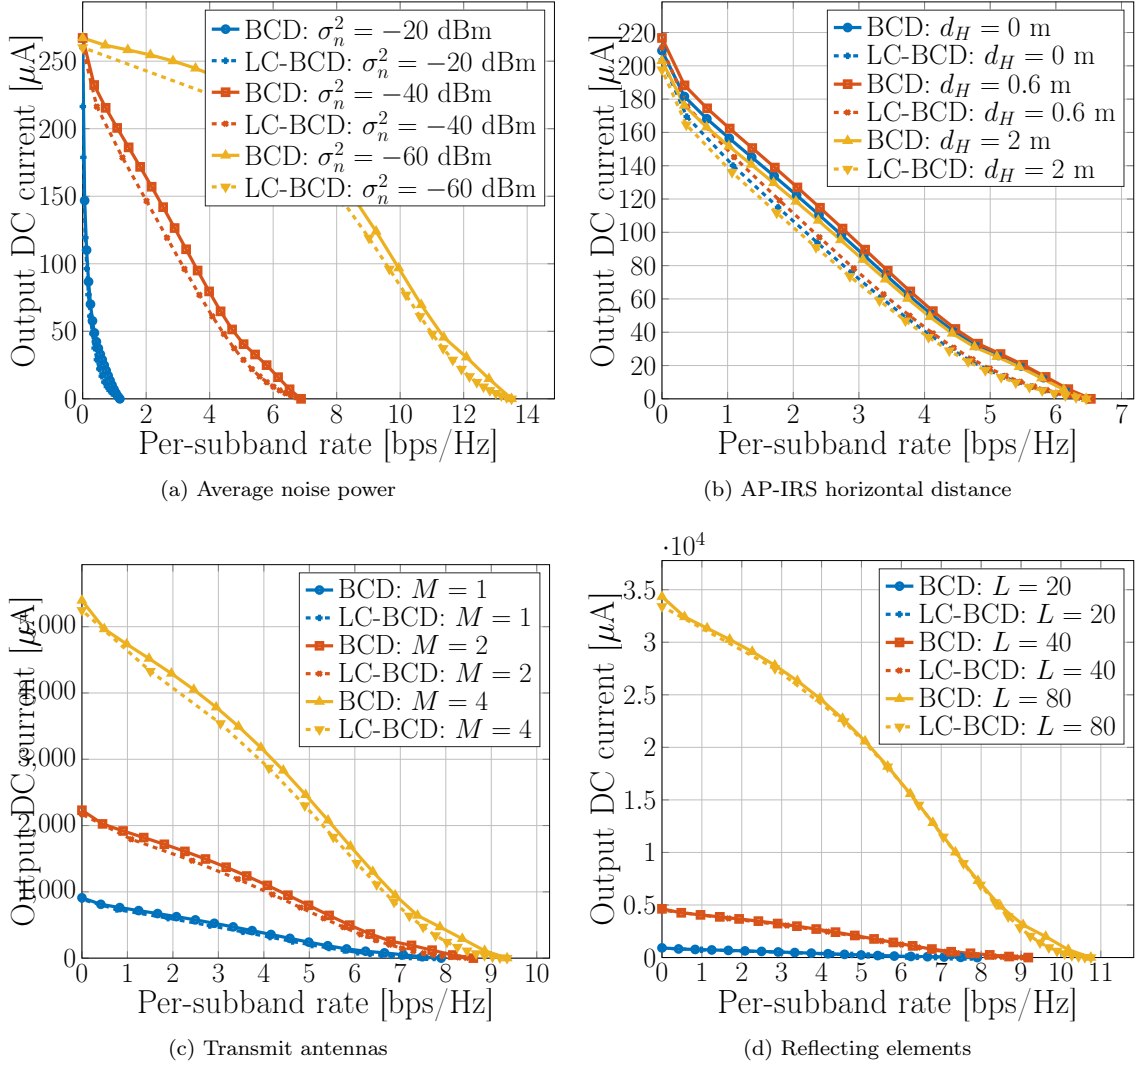 BCD: σ_n^2 = −20 dBm
LC-BCD: σ_n^2 = −20 dBm
BCD: σ_n^2 = −40 dBm
LC-BCD: σ_n^2 = −40 dBm
BCD: σ_n^2 = −60 dBm
LC-BCD: σ_n^2 = −60 dBm
Output DC current [μA]
250
200
150
100
50
0
0 2 4 6 8 10 12 14
Per-subband rate [bps/Hz]
(a) Average noise power
BCD: d_H = 0 m
LC-BCD: d_H = 0 m
BCD: d_H = 0.6 m
LC-BCD: d_H = 0.6 m
BCD: d_H = 2 m
LC-BCD: d_H = 2 m
Output DC current [μA]
220
200
180
160
140
120
100
80
60
40
20
0
0 1 2 3 4 5 6 7
Per-subband rate [bps/Hz]
(b) AP-IRS horizontal distance
BCD: M = 1
LC-BCD: M = 1
BCD: M = 2
LC-BCD: M = 2
BCD: M = 4
LC-BCD: M = 4
Output DC current [μA]
5,000
4,000
3,000
2,000
1,000
0
0 1 2 3 4 5 6 7 8 9 10
Per-subband rate [bps/Hz]
(c) Transmit antennas
·10^4
BCD: L = 20
LC-BCD: L = 20
BCD: L = 40
LC-BCD: L = 40
BCD: L = 80
LC-BCD: L = 80
Output DC current [μA]
3.5
3
2.5
2
1.5
1
0.5
0
0 1 2 3 4 5 6 7 8 9 10 11
Per-subband rate [bps/Hz]
(d) Reflecting elements